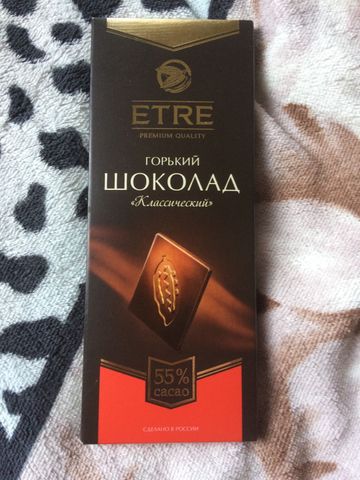 ETRE
PREMIUM QUALITY
ГОРЬКИЙ
ШОКОЛАД
«Классический»
55%
cacao
СДЕЛАНО В РОССИИ